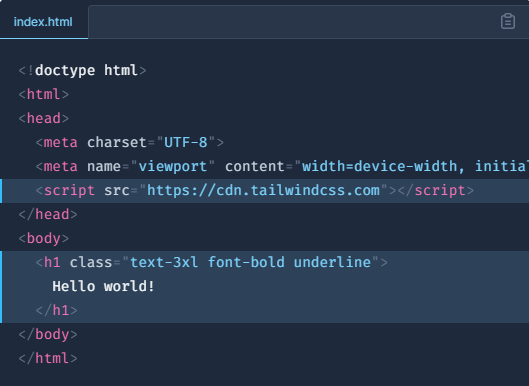 index.html
<!doctype html>
<html>
<head>
  <meta charset="UTF-8">
  <meta name="viewport" content="width=device-width, initial
  <script src="https://cdn.tailwindcss.com"></script>
</head>
<body>
  <h1 class="text-3xl font-bold underline">
    Hello world!
  </h1>
</body>
</html>